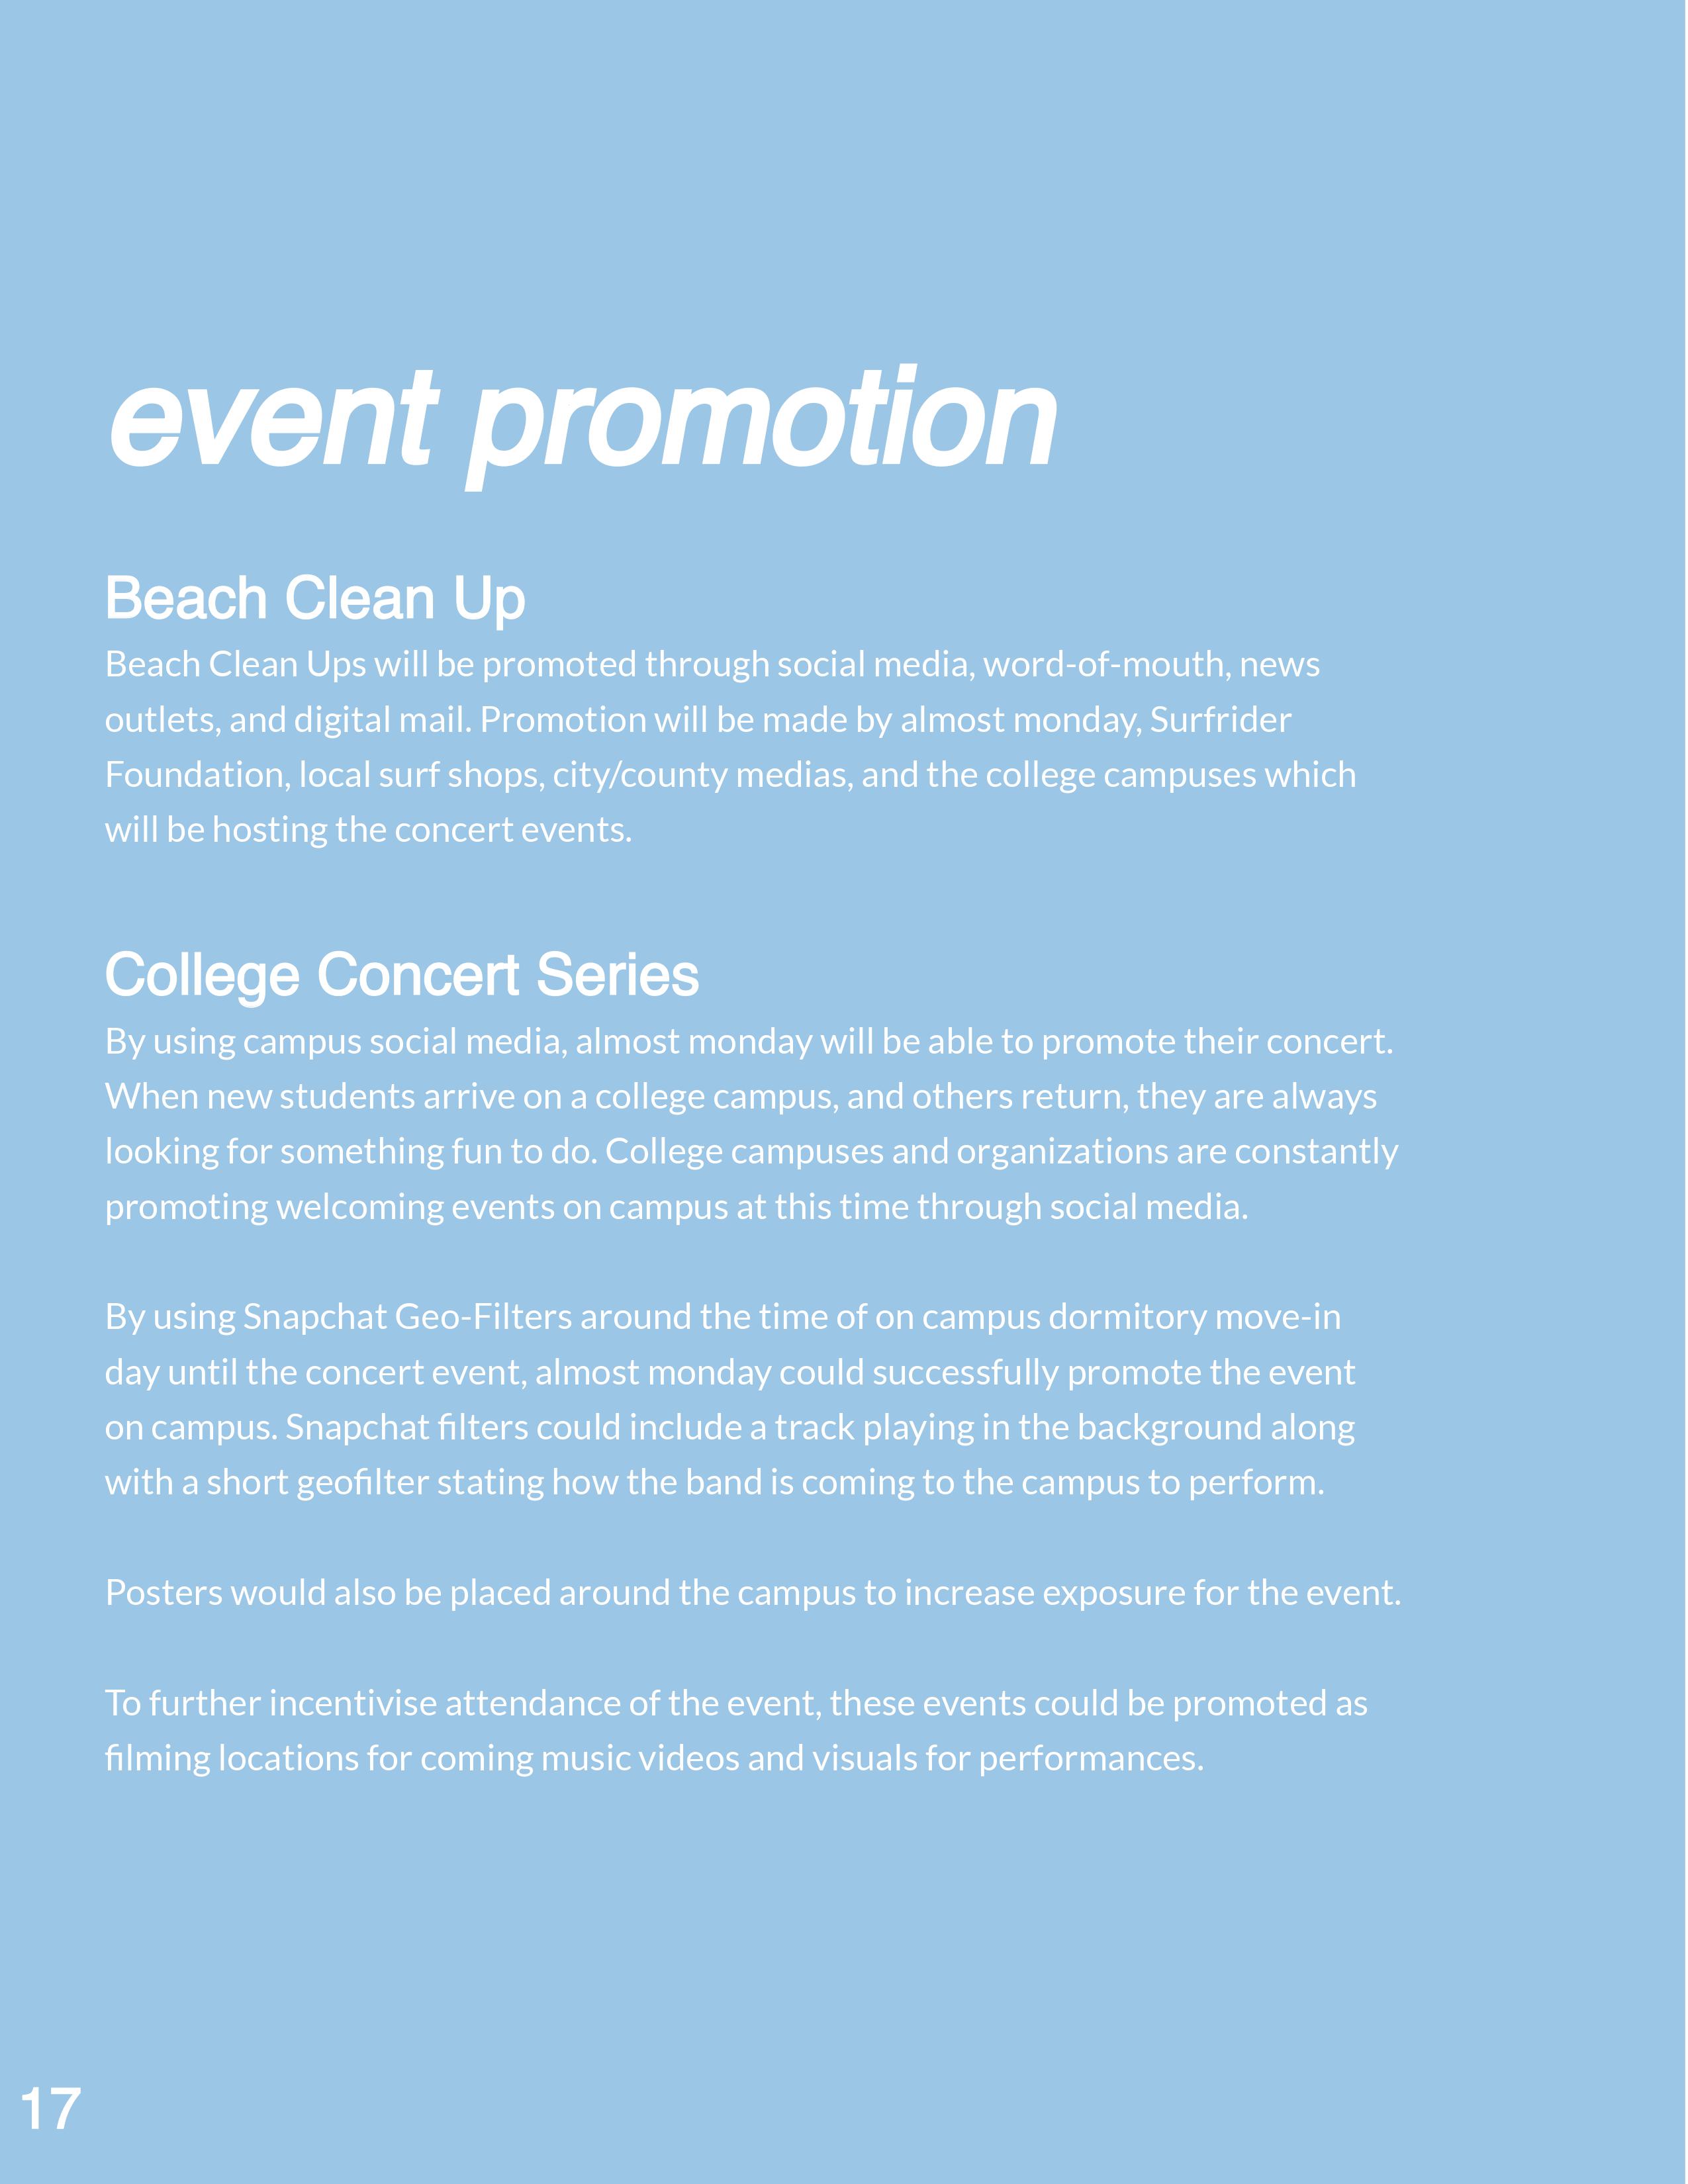 event promotion
Beach Clean Up
Beach Clean Ups will be promoted through social media, word-of-mouth, news
outlets, and digital mail. Promotion will be made by almost monday, Surfrider
Foundation, local surf shops, city/county medias, and the college campuses which
will be hosting the concert events.
College Concert Series
By using campus social media, almost monday will be able to promote their concert.
When new students arrive on a college campus, and others return, they are always
looking for something fun to do. College campuses and organizations are constantly
promoting welcoming events on campus at this time through social media.
By using Snapchat Geo-Filters around the time of on campus dormitory move-in
day until the concert event, almost monday could successfully promote the event
on campus. Snapchat filters could include a track playing in the background along
with a short geofilter stating how the band is coming to the campus to perform.
Posters would also be placed around the campus to increase exposure for the event.
To further incentivise attendance of the event, these events could be promoted as
filming locations for coming music videos and visuals for performances.
17